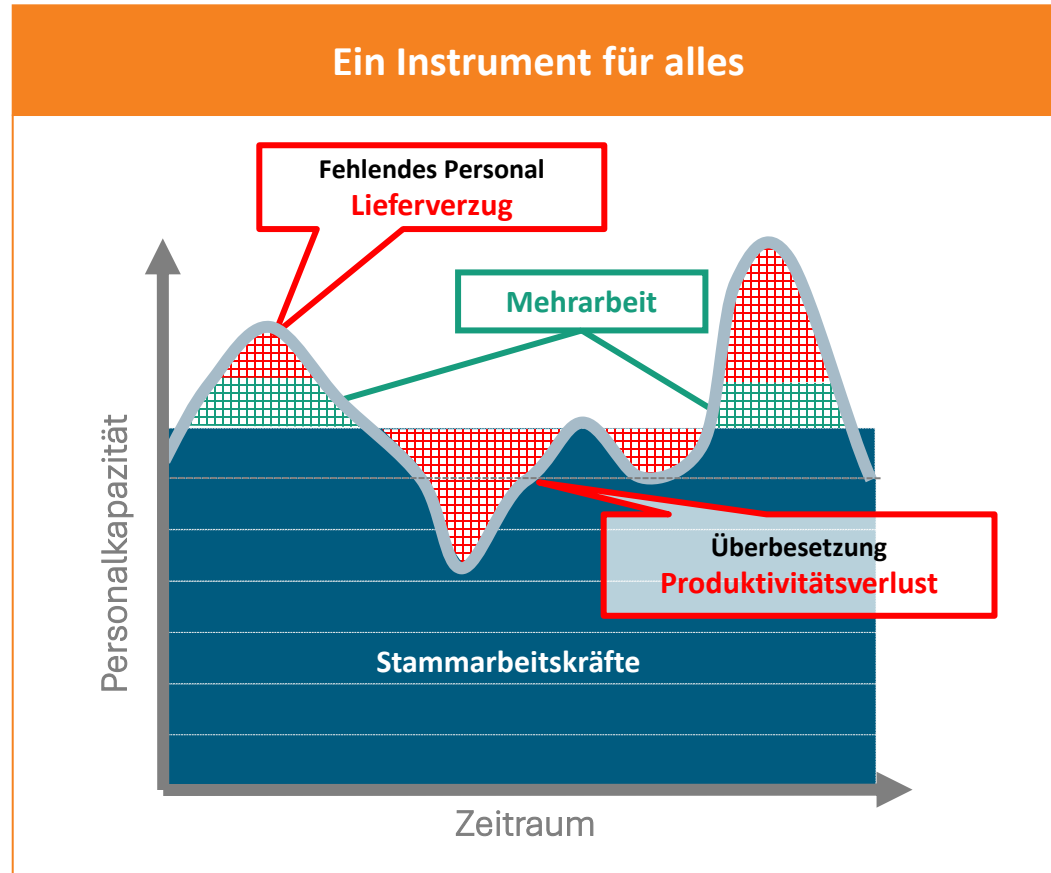 Ein Instrument für alles
Fehlendes Personal
Lieferverzug
Mehrarbeit
Personalkapazität
Überbesetzung
Produktivitätsverlust
Stammarbeitskräfte
Zeitraum